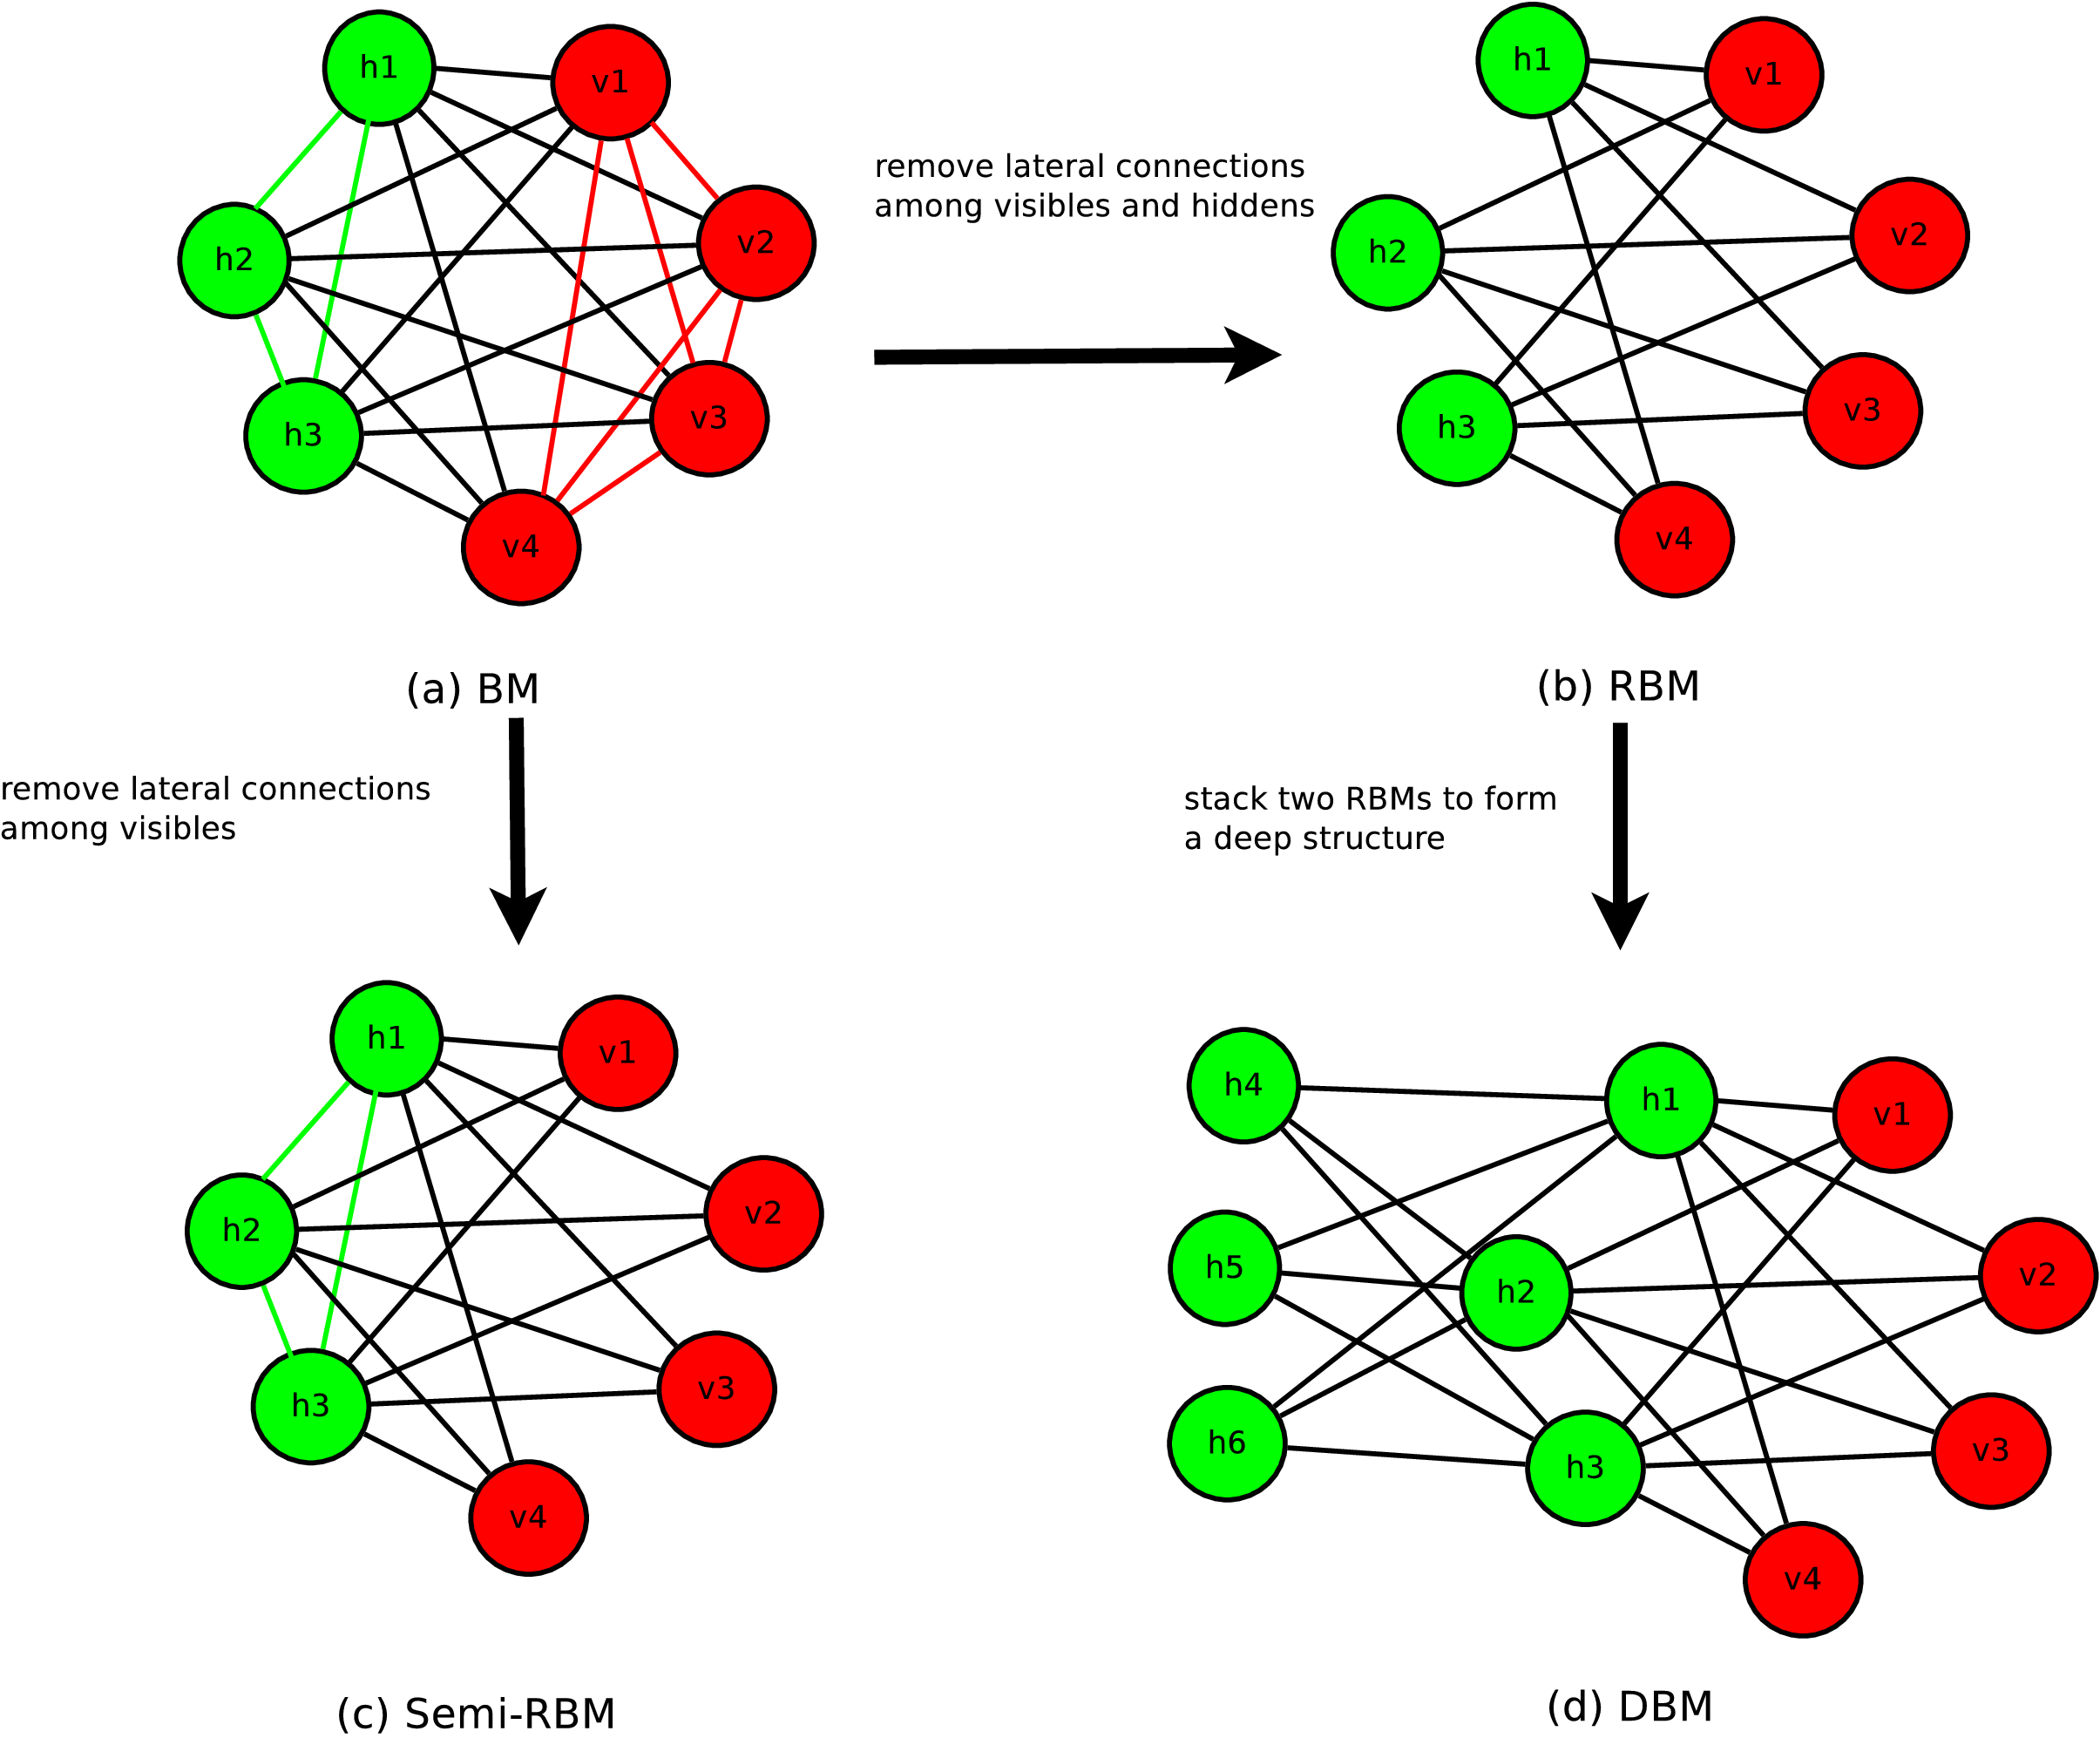 h1
v1
h2
v2
h3
v3
v4
(a) BM
remove lateral connections
among visibles and hiddens
h1
v1
h2
v2
h3
v3
v4
(b) RBM
remove lateral connections
among visibles
stack two RBMs to form
a deep structure
h1
v1
h2
v2
h3
v3
v4
(c) Semi-RBM
h4
h1
v1
h5
h2
v2
h6
h3
v3
v4
(d) DBM